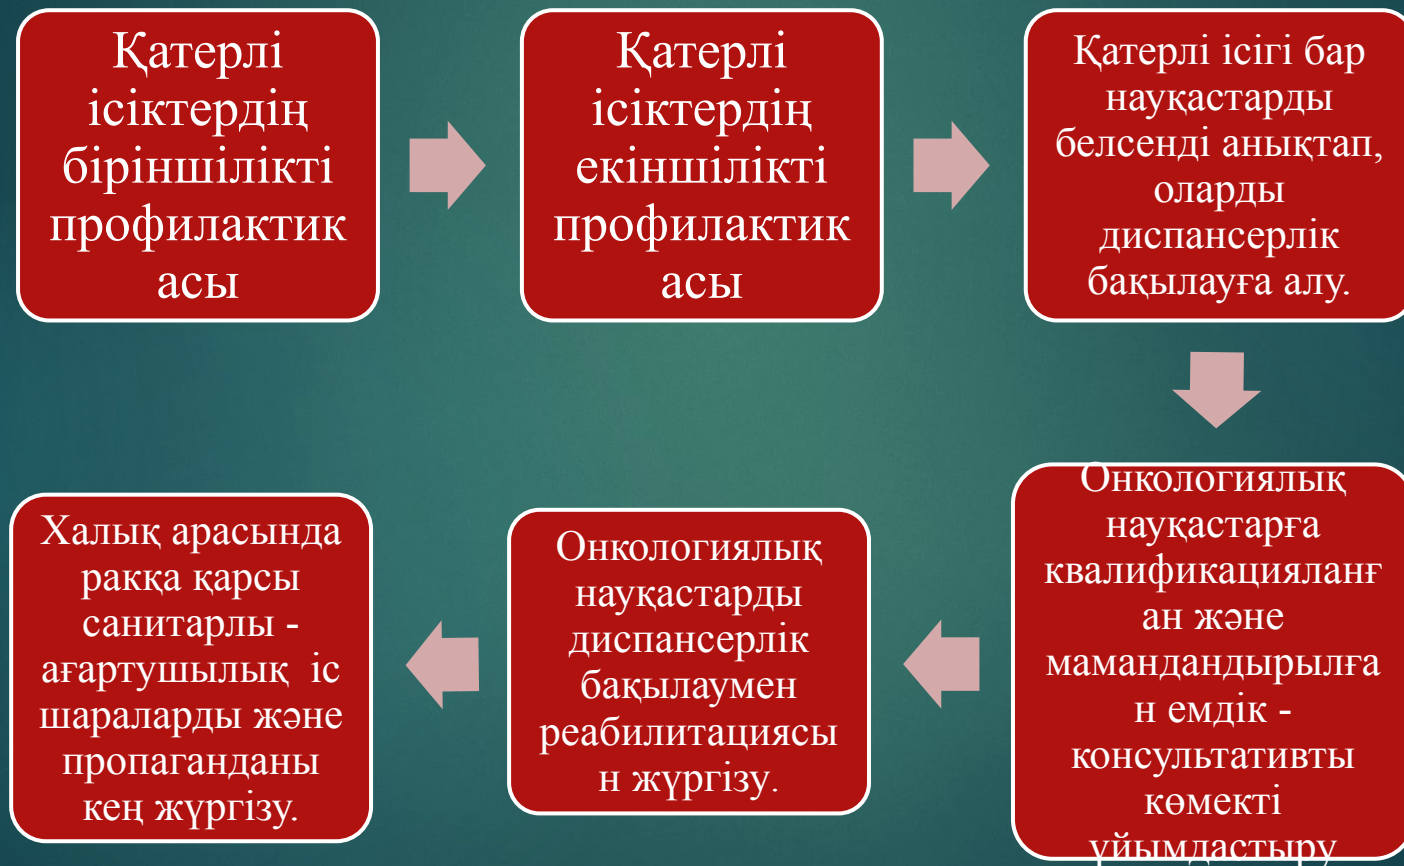 Қатерлі
ісіктердің
біріншілікті
профилактик
асы
Қатерлі
ісіктердің
екіншілікті
профилактик
асы
Қатерлі ісігі бар
науқастарды
белсенді анықтап,
оларды
диспансерлік
бақылауға алу.
Онкологиялық
науқастарға
квалификацияланғ
ан және
мамандандырылға
н емдік -
консультативты
көмекті
ұйымдастыру
Онкологиялық
науқастарды
диспансерлік
бақылаумен
реабилитациясы
н жүргізу.
Халық арасында
ракқа қарсы
санитарлы -
ағартушылық іс
шараларды және
пропаганданы
кең жүргізу.